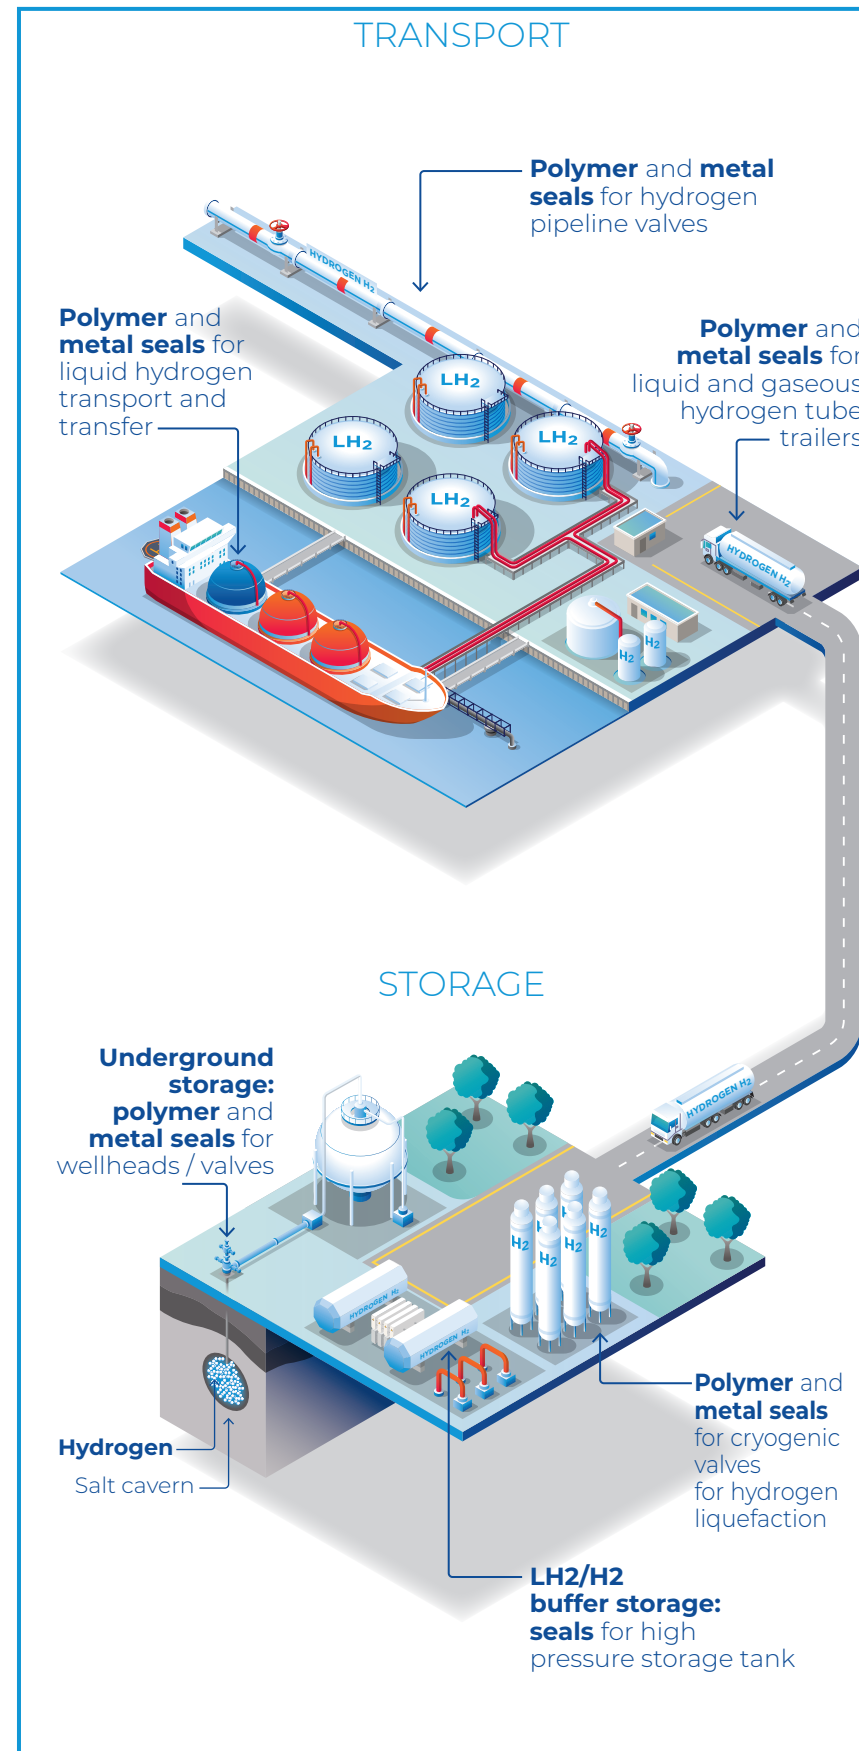 TRANSPORT
Polymer and metal
seals for hydrogen
pipeline valves
HYDROGEN H2
Polymer and
metal seals for
liquid hydrogen
transport and
transfer
Polymer and
metal seals for
liquid and gaseous
hydrogen tube
trailers
LH2
LH2
LH2
LH2
HYDROGEN H2
H2
H2
STORAGE
Underground
storage:
polymer and
metal seals for
wellheads / valves
HYDROGEN H2
H2
H2
H2
H2
HYDROGEN H2
HYDROGEN H2
Polymer and
metal seals
for cryogenic
valves
for hydrogen
liquefaction
Hydrogen
Salt cavern
LH2/H2
buffer storage:
seals for high
pressure storage tank